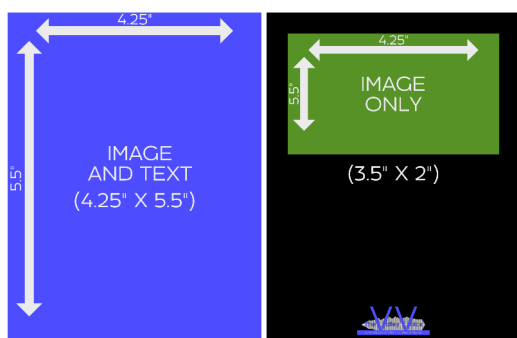 4.25"
5.5"
IMAGE
AND TEXT
(4.25" X 5.5")
4.25"
5.5"
IMAGE
ONLY
(3.5" X 2")